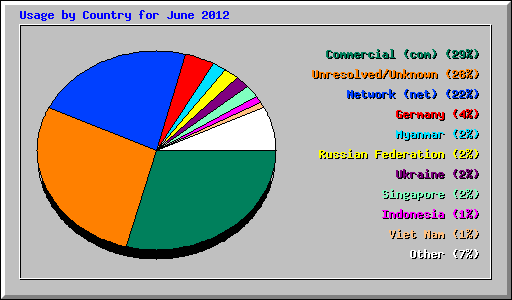 Usage by Country for June 2012
Commercial (com) (29%)
Unresolved/Unknown (28%)
Network (net) (22%)
Germany (4%)
Myanmar (2%)
Russian Federation (2%)
Ukraine (2%)
Singapore (2%)
Indonesia (1%)
Viet Nam (1%)
Other (7%)